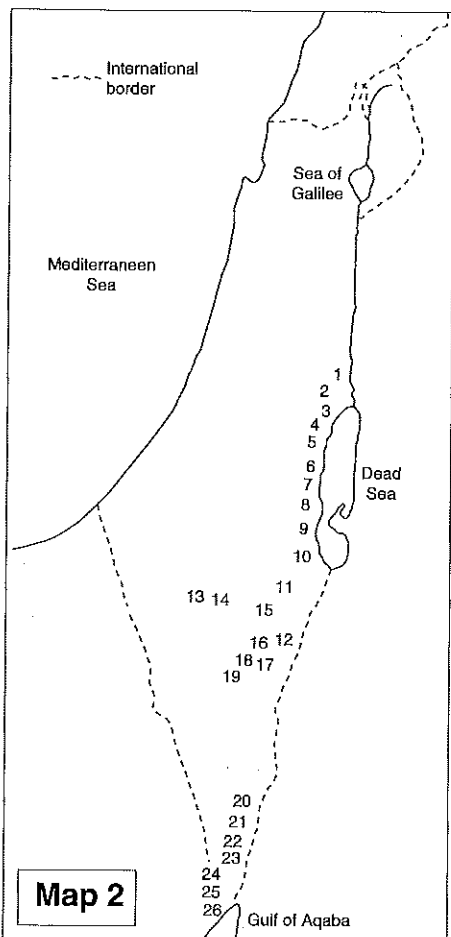 International
border
Sea of
Galilee
Mediterraneen
Sea
1
2
3
4
5
6
7
Dead
Sea
8
9
10
11
13 14
15
12
16
18 17
19
20
21
22
23
24
25
26
Map 2
Gulf of Aqaba